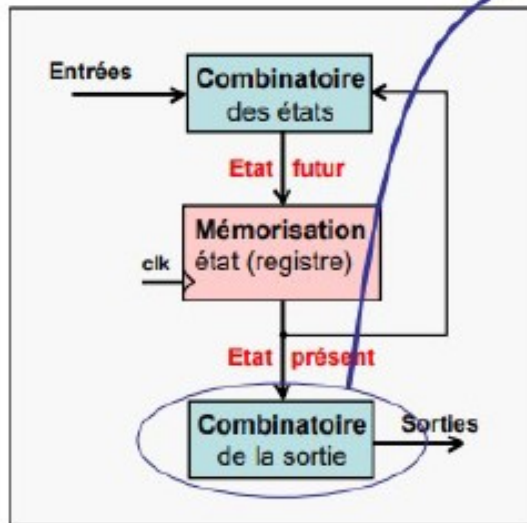 Entrées
Combinatoire
des états
Etat futur
Mémorisation
état (registre)
clk
Etat présent
Combinatoire
de la sortie
Sorties